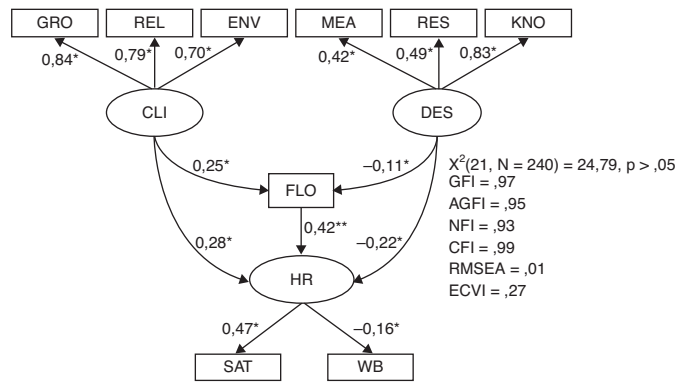 GRO REL ENV MEA RES KNO
0,84* 0,79* 0,70* 0,42* 0,49* 0,83*
CLI DES
0,25* –0,11*
X²(21, N = 240) = 24,79, p > ,05
GFI = ,97
FLO
AGFI = ,95
0,42**
NFI = ,93
0,28* –0,22*
CFI = ,99
HR
RMSEA = ,01
ECVI = ,27
0,47* –0,16*
SAT WB